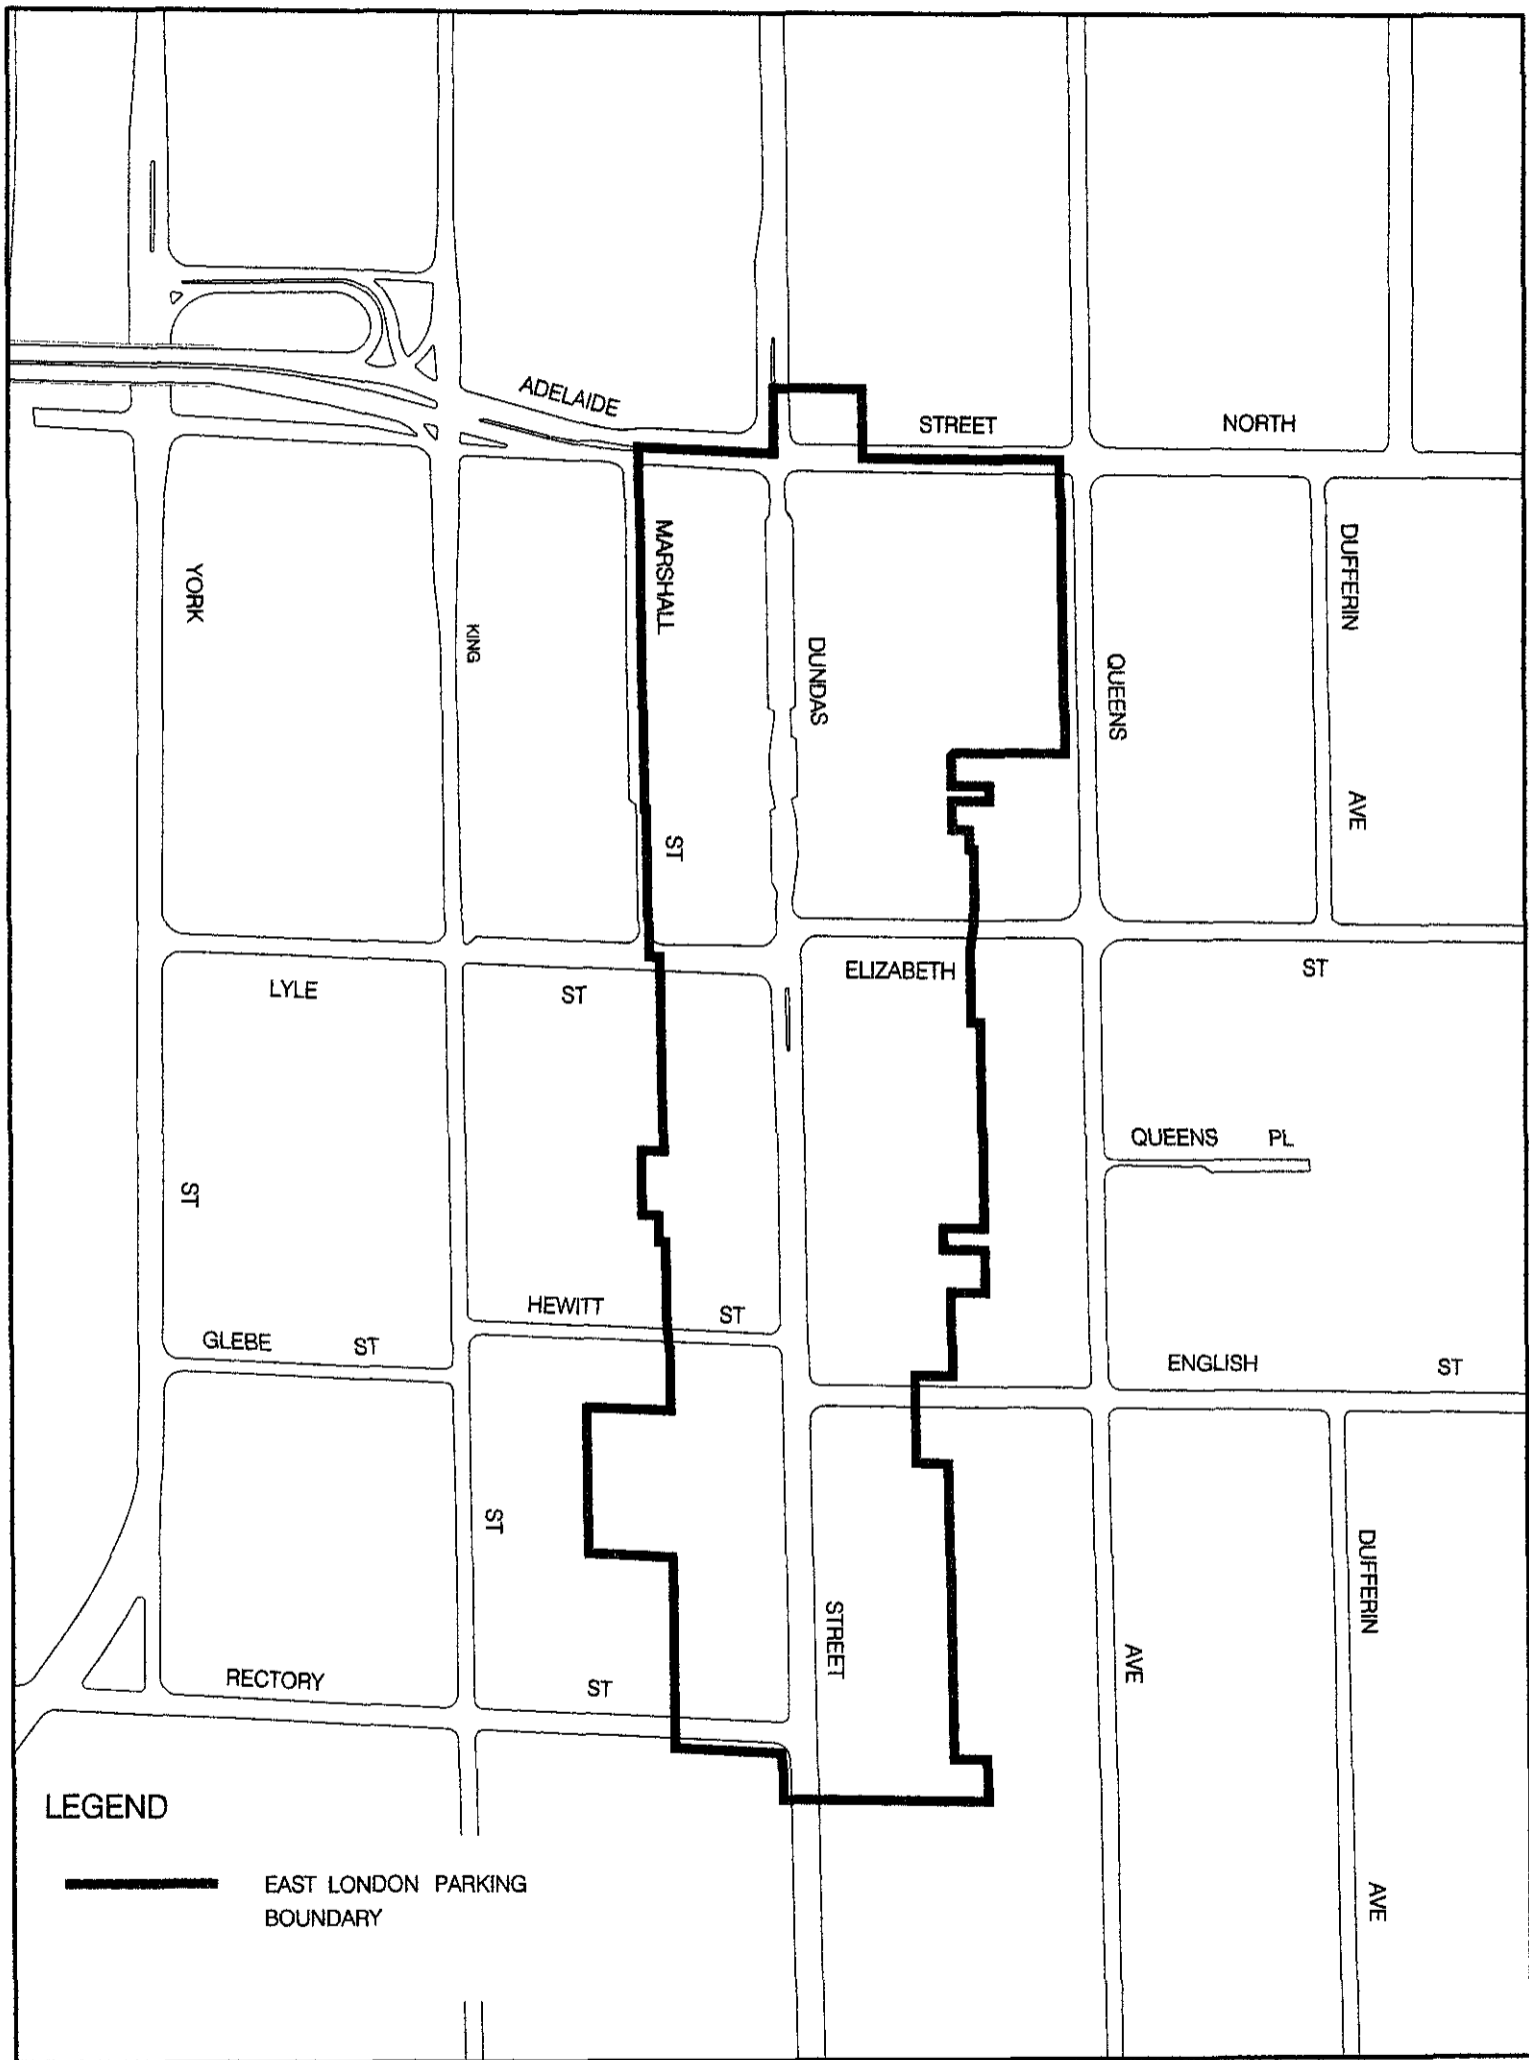 ADELAIDE
STREET
NORTH
YORK
KING
MARSHALL
DUNDAS
QUEENS
DUFFERIN
AVE
ST
LYLE
ST
ELIZABETH
ST
QUEENS PL
ST
HEWITT ST
GLEBE ST
ENGLISH ST
ST
STREET
DUFFERIN
AVE
RECTORY ST
AVE
LEGEND
EAST LONDON PARKING
BOUNDARY